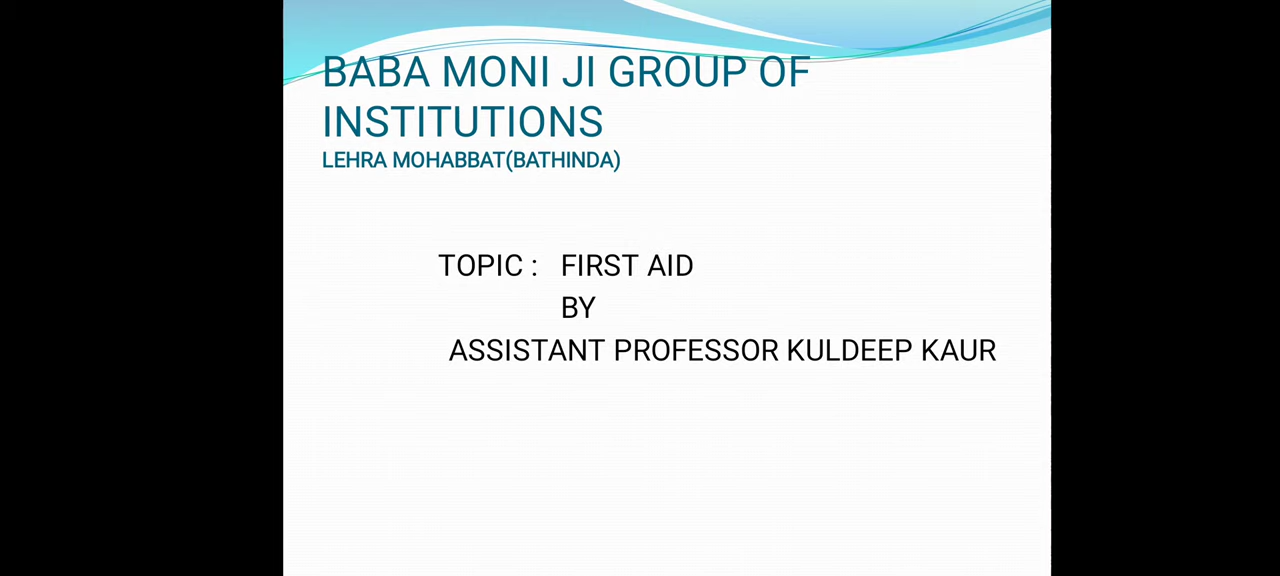 BABA MONI JI GROUP OF
INSTITUTIONS
LEHRA MOHABBAT(BATHINDA)
TOPIC : FIRST AID
BY
ASSISTANT PROFESSOR KULDEEP KAUR